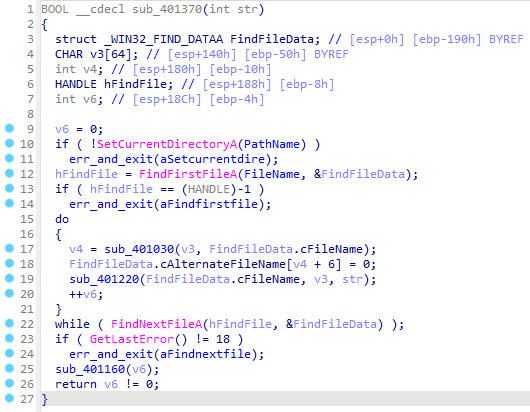 1 BOOL __cdecl sub_401370(int str)
2 {
3 struct _WIN32_FIND_DATAA FindFileData; // [esp+0h] [ebp-190h] BYREF
4 CHAR v3[64]; // [esp+140h] [ebp-50h] BYREF
5 int v4; // [esp+180h] [ebp-10h]
6 HANDLE hFindFile; // [esp+188h] [ebp-8h]
7 int v6; // [esp+18Ch] [ebp-4h]
8
9 v6 = 0;
10 if ( !SetCurrentDirectoryA(PathName) )
11 err_and_exit(aSetcurrentdire);
12 hFindFile = FindFirstFileA(FileName, &FindFileData);
13 if ( hFindFile == (HANDLE)-1 )
14 err_and_exit(aFindfirstfile);
15 do
16 {
17 v4 = sub_401030(v3, FindFileData.cFileName);
18 FindFileData.cAlternateFileName[v4 + 6] = 0;
19 sub_401220(FindFileData.cFileName, v3, str);
20 ++v6;
21 }
22 while ( FindNextFileA(hFindFile, &FindFileData) );
23 if ( GetLastError() != 18 )
24 err_and_exit(aFindnextfile);
25 sub_401160(v6);
26 return v6 != 0;
27 }